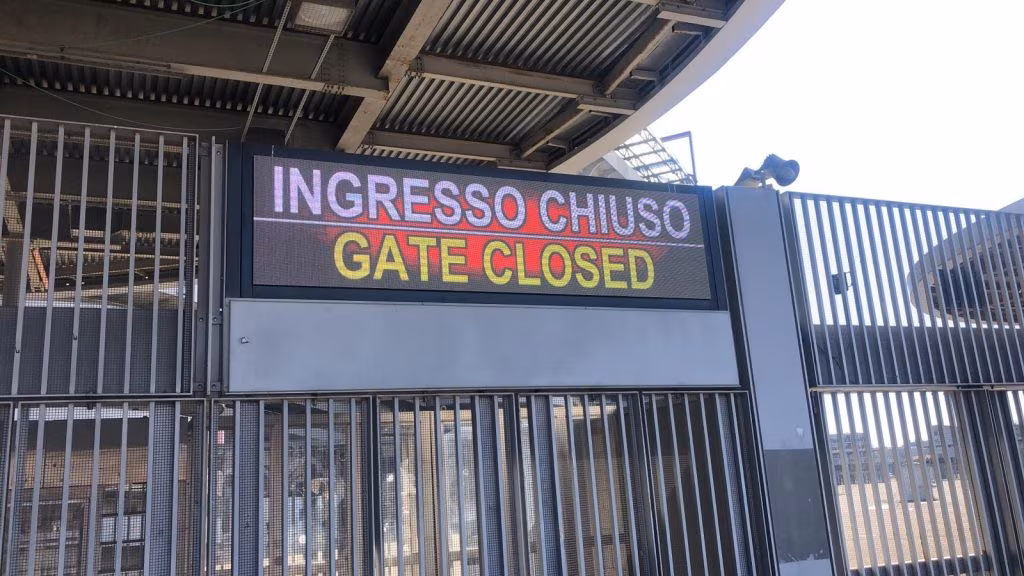 INGRESSO CHIUSO
GATE CLOSED